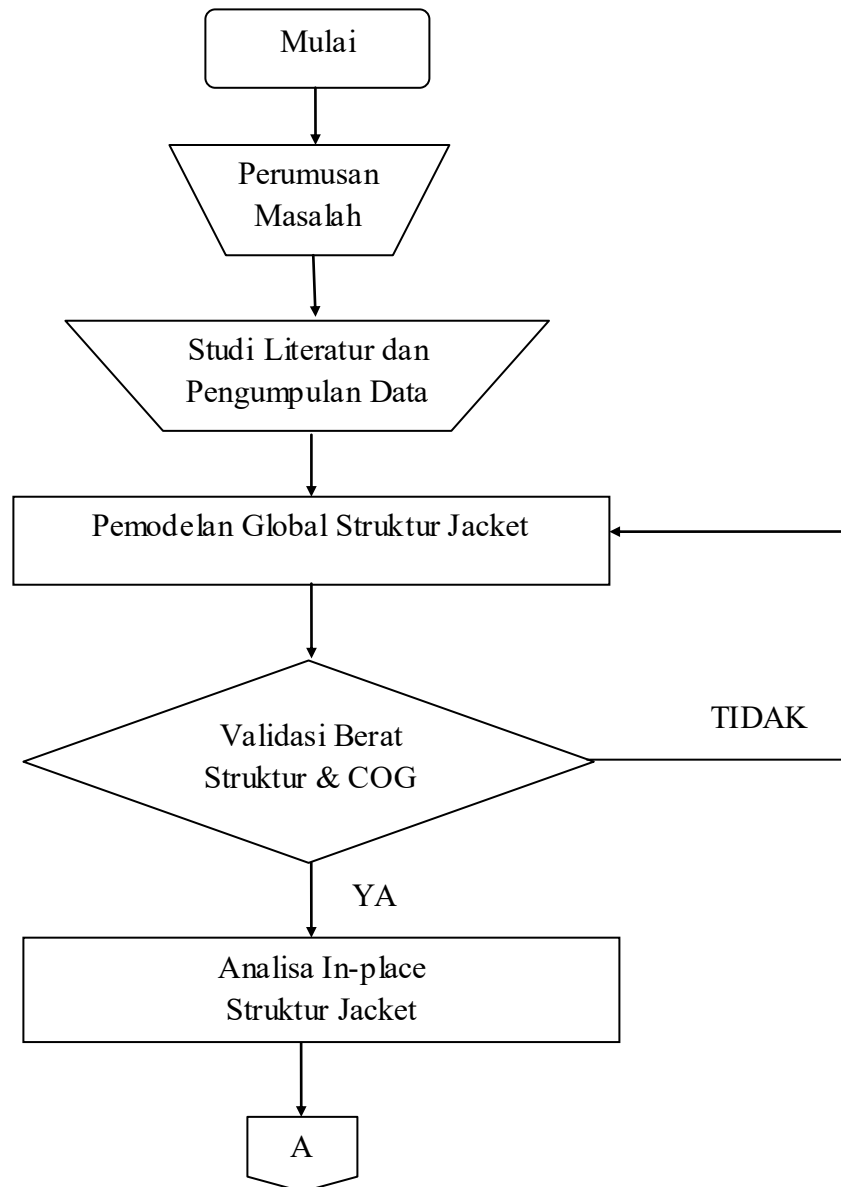 Mulai
Perumusan
Masalah
Studi Literatur dan
Pengumpulan Data
Pemodelan Global Struktur Jacket
Validasi Berat
Struktur & COG
TIDAK
YA
Analisa In-place
Struktur Jacket
A